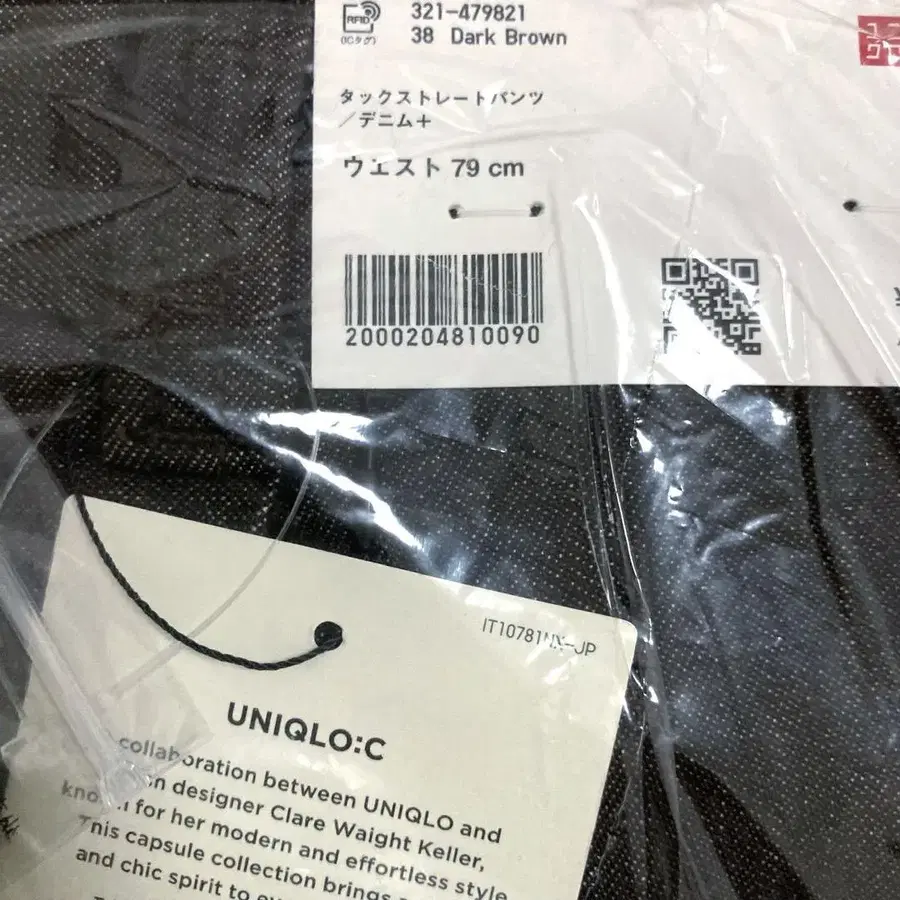 RFID
(ICタグ)
321-479821
38 Dark Brown
タックストレートパンツ
/デニム+
ウエスト 79 cm
2000204810090
IT10781NX-JP
UNIQLO:C
collaboration between UNIQLO and
designer Clare Waight Keller,
known for her modern and effortless style
This capsule collection brings
and chic spirit to